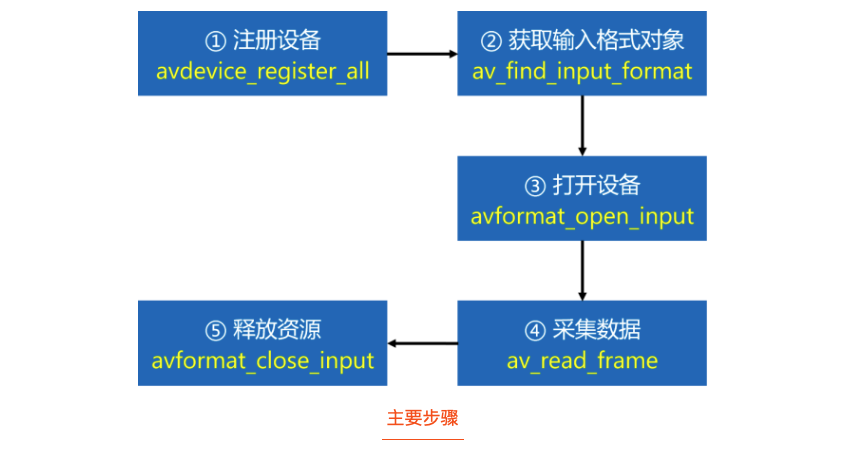 ① 注册设备
avdevice_register_all
② 获取输入格式对象
av_find_input_format
③ 打开设备
avformat_open_input
④ 采集数据
av_read_frame
⑤ 释放资源
avformat_close_input
主要步骤